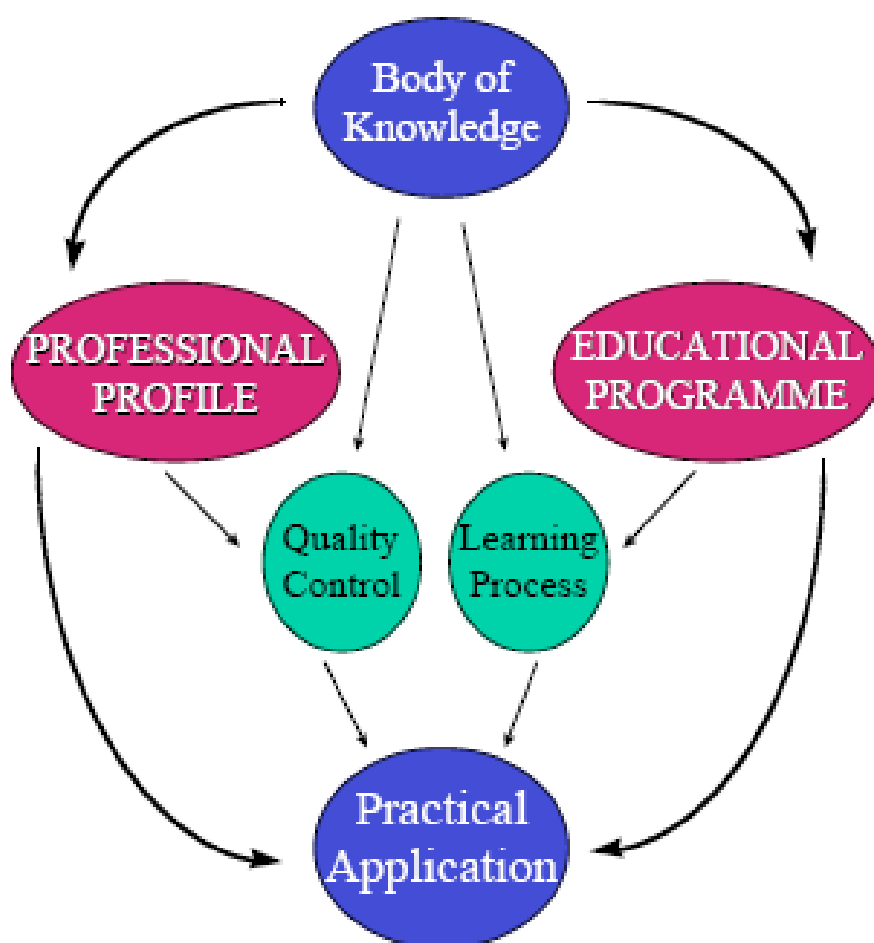 Body of
Knowledge
PROFESSIONAL
PROFILE
EDUCATIONAL
PROGRAMME
Quality
Control
Learning
Process
Practical
Application